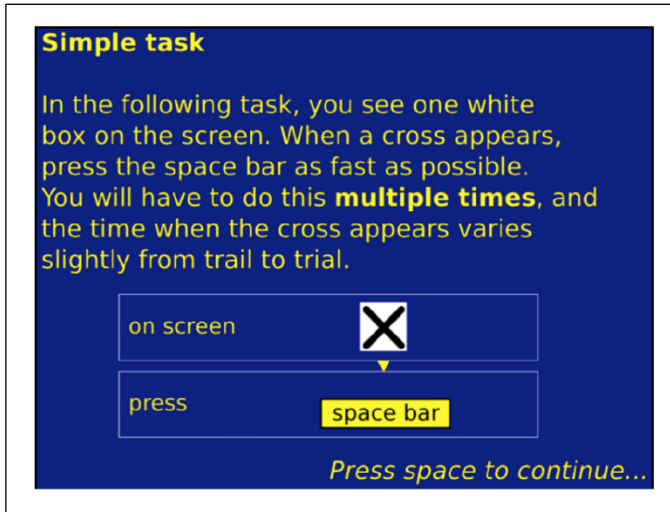 Simple task
In the following task, you see one white
box on the screen. When a cross appears,
press the space bar as fast as possible.
You will have to do this multiple times, and
the time when the cross appears varies
slightly from trail to trial.
on screen
press
space bar
Press space to continue...